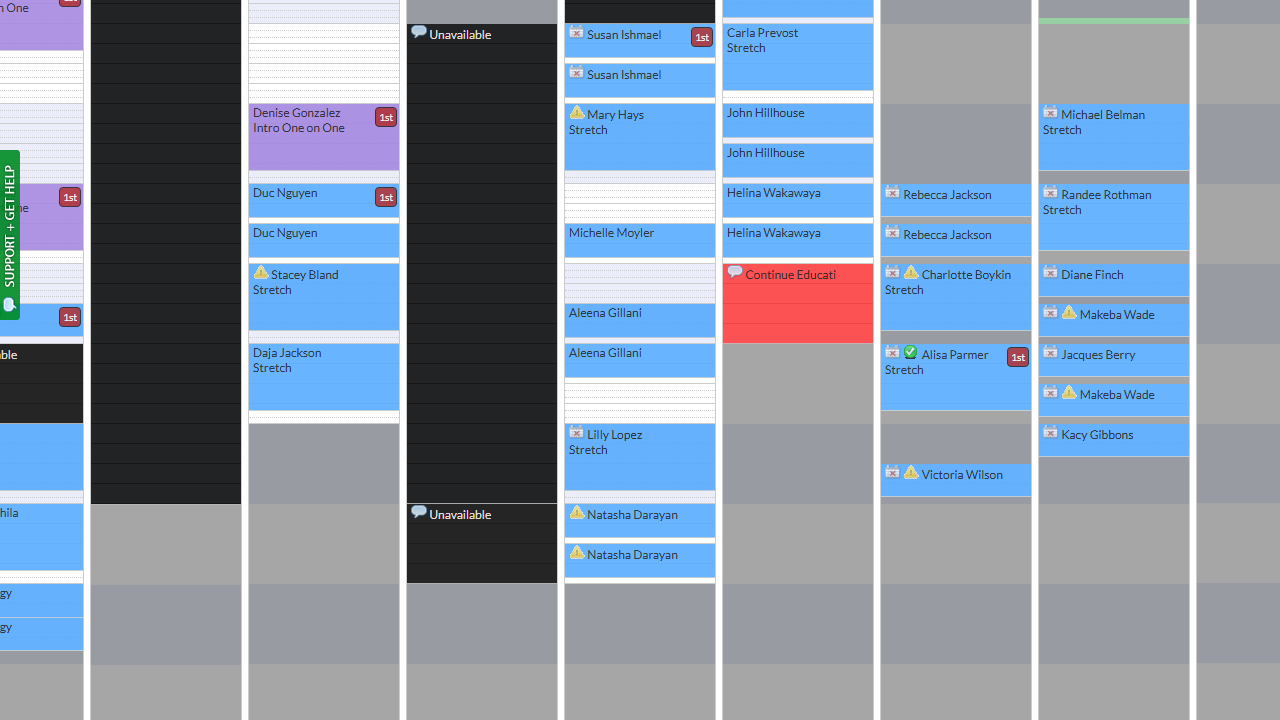 n One
1st
SUPPORT + GET HELP
1st
ne
1st
ble
hila
gy
gy
Denise Gonzalez
Intro One on One
1st
Duc Nguyen
1st
Duc Nguyen
Stacey Bland
Stretch
Daja Jackson
Stretch
Unavailable
Unavailable
Susan Ishmael
1st
Susan Ishmael
Mary Hays
Stretch
Michelle Moyler
Aleena Gillani
Aleena Gillani
Lilly Lopez
Stretch
Natasha Darayan
Natasha Darayan
Carla Prevost
Stretch
John Hillhouse
John Hillhouse
Helina Wakawaya
Helina Wakawaya
Continue Educati
Rebecca Jackson
Rebecca Jackson
Charlotte Boykin
Stretch
Alisa Parmer
1st
Stretch
Victoria Wilson
Michael Belman
Stretch
Randee Rothman
Stretch
Diane Finch
Makeba Wade
Jacques Berry
Makeba Wade
Kacy Gibbons